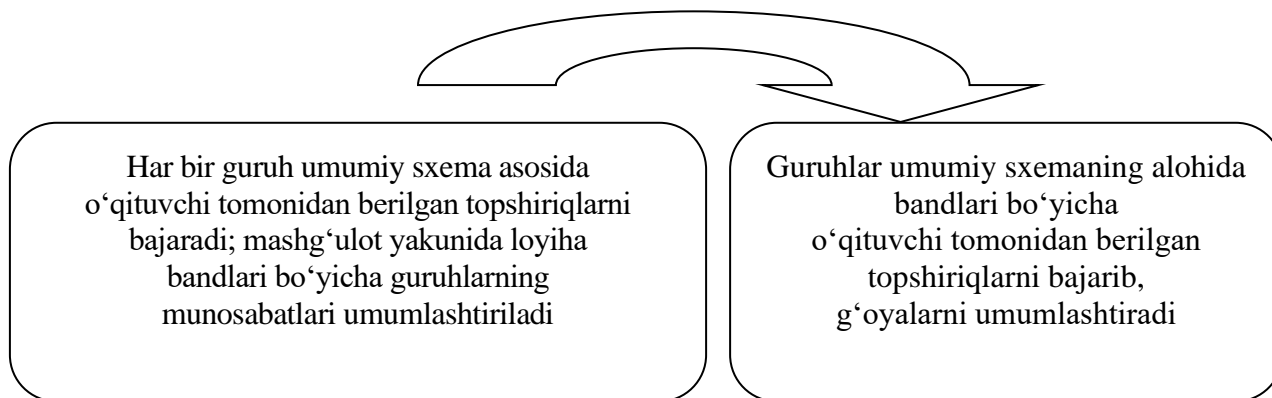 Har bir guruh umumiy sxema asosida
o‘qituvchi tomonidan berilgan topshiriqlarni
bajaradi; mashg‘ulot yakunida loyiha
bandlari bo‘yicha guruhlarning
munosabatlari umumlashtiriladi
Guruhlar umumiy sxemaning alohida
bandlari bo‘yicha
o‘qituvchi tomonidan berilgan
topshiriqlarni bajarib,
g‘oyalarni umumlashtiradi